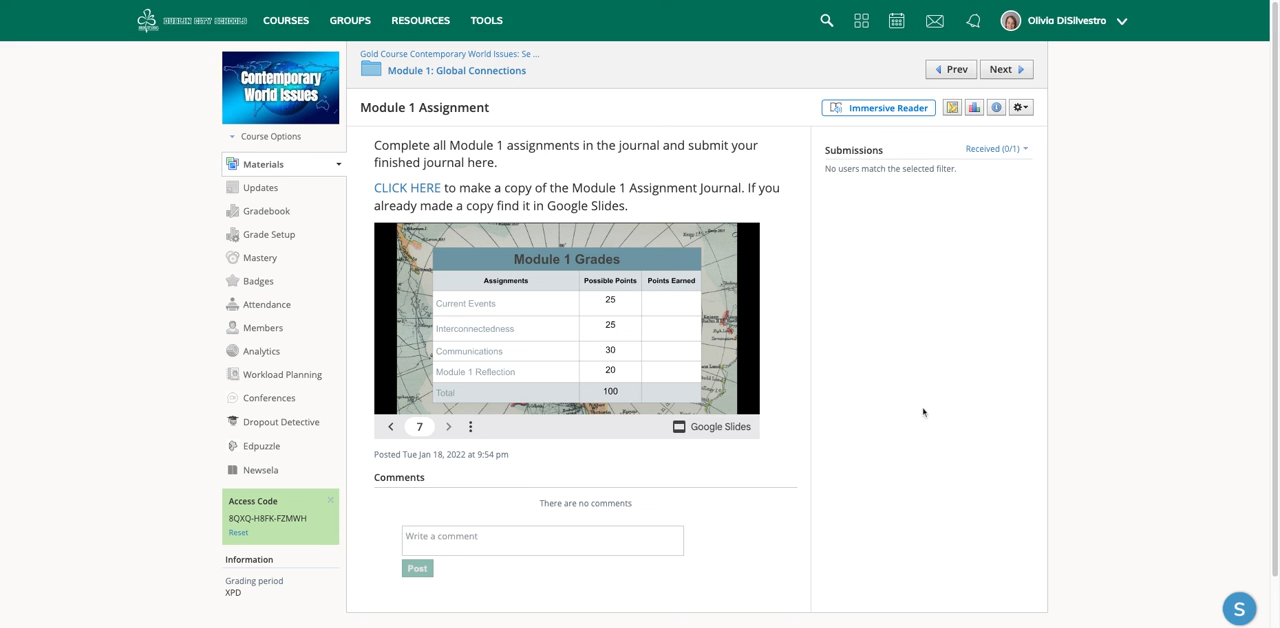 DUBLIN CITY SCHOOLS COURSES GROUPS RESOURCES TOOLS Olivia DiSilvestro
Contemporary
World Issues
Course Options
Materials
Updates
Gradebook
Grade Setup
Mastery
Badges
Attendance
Members
Analytics
Workload Planning
Conferences
Dropout Detective
Edpuzzle
Newsela
Access Code
8QXQ-H8FK-FZMWH
Reset
Information
Grading period
XPD
Gold Course Contemporary World Issues: Se ...
Module 1: Global Connections
Prev Next
Module 1 Assignment
Immersive Reader
Complete all Module 1 assignments in the journal and submit your
finished journal here.
CLICK HERE to make a copy of the Module 1 Assignment Journal. If you
already made a copy find it in Google Slides.
Module 1 Grades
Assignments Possible Points Points Earned
Current Events 25
Interconnectedness 25
Communications 30
Module 1 Reflection 20
Total 100
7 Google Slides
Posted Tue Jan 18, 2022 at 9:54 pm
Comments
There are no comments
Write a comment
Post
Submissions Received (0/1)
No users match the selected filter.
S